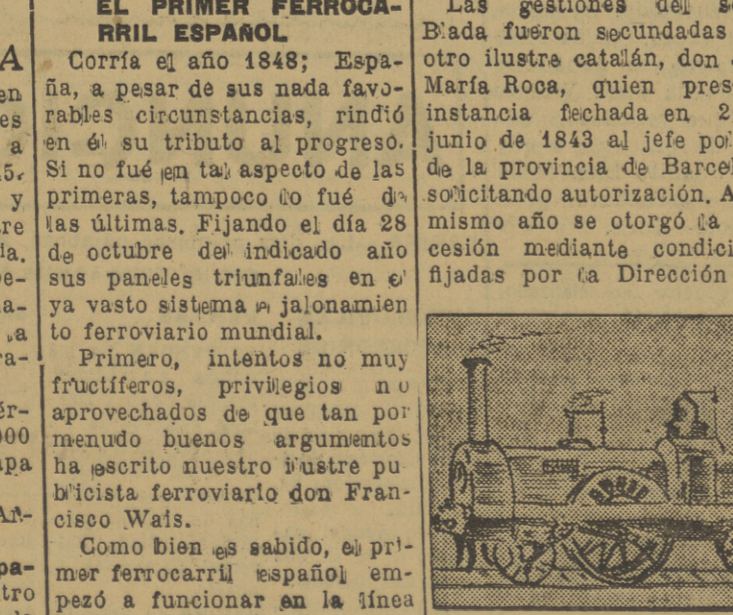 EL PRIMER FERROCA-
RRIL ESPAÑOL
Corría el año 1848; Espa-
ña, a pesar de sus nada favo-
rables circunstancias, rindió
en él su tributo al progreso.
Si no fué en tal aspecto de las
primeras, tampoco lo fué de
las últimas. Fijando el día 28
de octubre del indicado año
sus paneles triunfales en el
ya vasto sistema jalonamien
to ferroviario mundial.
Primero, intentos no muy
fructíferos, privilegios no
aprovechados de que tan por
menudo buenos argumentos
ha escrito nuestro ilustre pu
blicista ferroviario don Fran-
cisco Wais.
Como bien es sabido, el pri-
mer ferrocarril español em-
pezó a funcionar en la línea
Las gestiones del
Biada fueron secundadas
otro ilustre catalán, don
María Roca, quien
instancia fechada en 2
junio de 1843 al jefe
de la provincia de
solicitando autorización.
mismo año se otorgó la
cesión mediante
fijadas por la Dirección